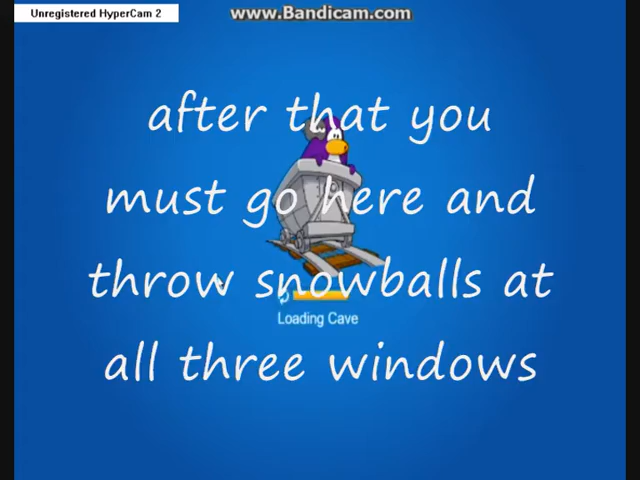 Unregistered HyperCam 2
www.Bandicam.com
after that you
must go here and
throw snowballs at
Loading Cave
all three windows